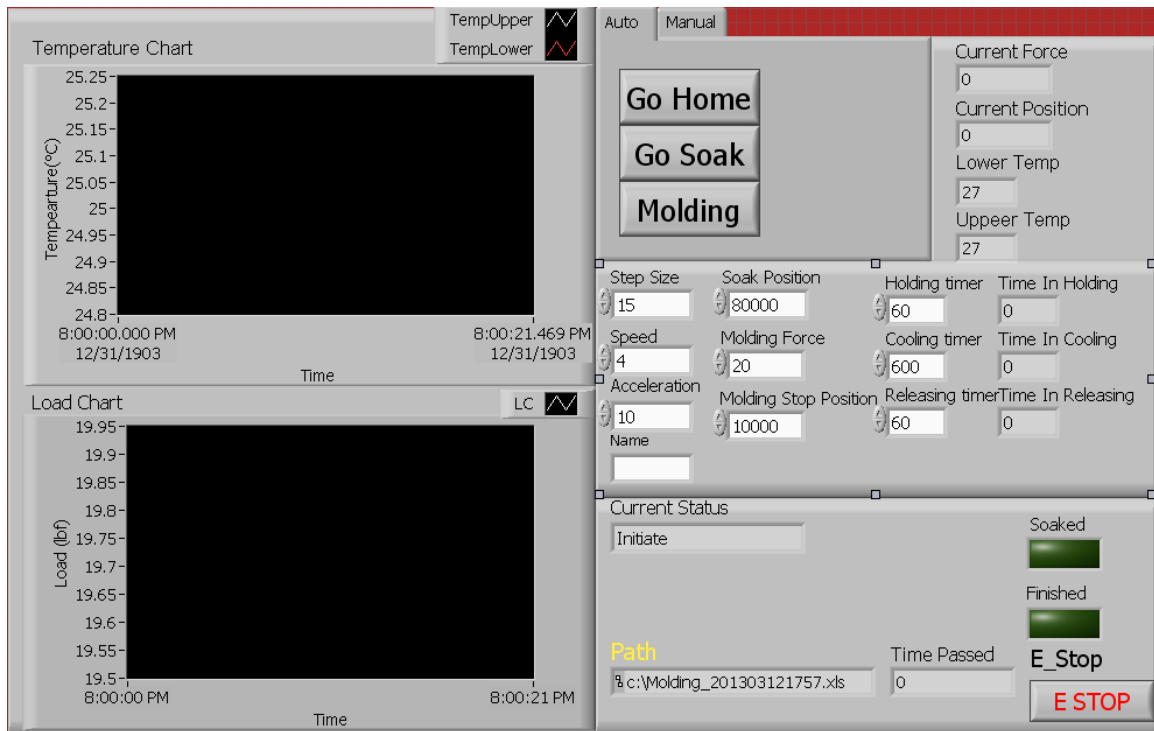 TempUpper
TempLower
Temperature Chart
25.25
25.2
25.15
25.1
25.05
25
24.95
24.9
24.85
24.8
Tempearture(°C)
8:00:00.000 PM
12/31/1903
8:00:21.469 PM
12/31/1903
Time
Load Chart
LC
19.95
19.9
19.85
19.8
19.75
19.7
19.65
19.6
19.55
19.5
Load (lbf)
8:00:00 PM
8:00:21 PM
Time
Auto
Manual
Go Home
Go Soak
Molding
Current Force
0
Current Position
0
Lower Temp
27
Uppeer Temp
27
Step Size
15
Soak Position
80000
Holding timer
60
Time In Holding
0
Speed
4
Molding Force
20
Cooling timer
600
Time In Cooling
0
Acceleration
10
Molding Stop Position
10000
Releasing timer
60
Time In Releasing
0
Name
Current Status
Initiate
Soaked
Finished
Path
c:\Molding_201303121757.xls
Time Passed
0
E_Stop
E STOP